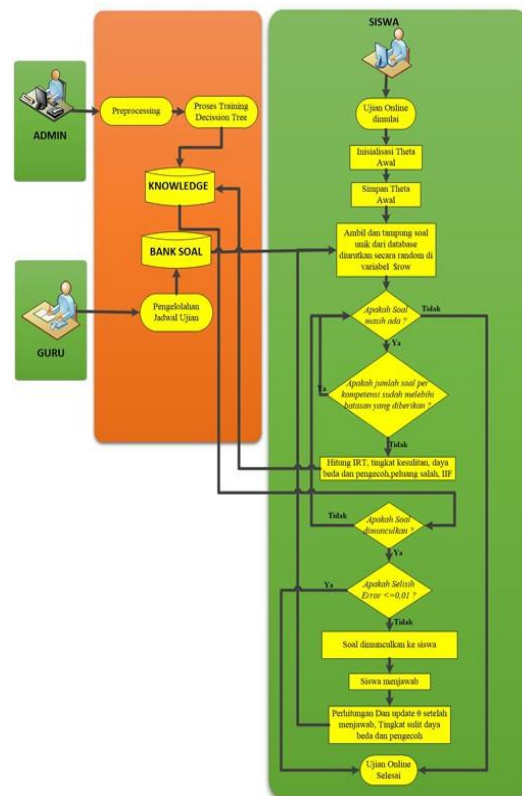 SISWA
ADMIN
Preprocessing
Proses Training
Decission Tree
KNOWLEDGE
BANK SOAL
Pengelolahan
Jadwal Ujian
GURU
Ujian Online
dimulai
Inisialisasi Theta
Awal
Simpan Theta
Awal
Ambil dan tampung soal
unik dari database
diurutkan secara random di
variabel $row
Apakah Soal
masih ada ?
Tidak
Ya
Apakah jumlah soal per
kompetensi sudah melebihi
batasan yang diberikan ?
Ya
Tidak
Hitung IRT, tingkat kesulitan, daya
beda dan pengecoh,peluang salah, IIF
Apakah Soal
dimunculkan ?
Tidak
Ya
Apakah Selisih
Error <=0,01 ?
Ya
Tidak
Soal dimunculkan ke siswa
Siswa menjawab
Perhitungan Dan update θ setelah
menjawab, Tingkat sulit daya
beda dan pengecoh
Ujian Online
Selesai